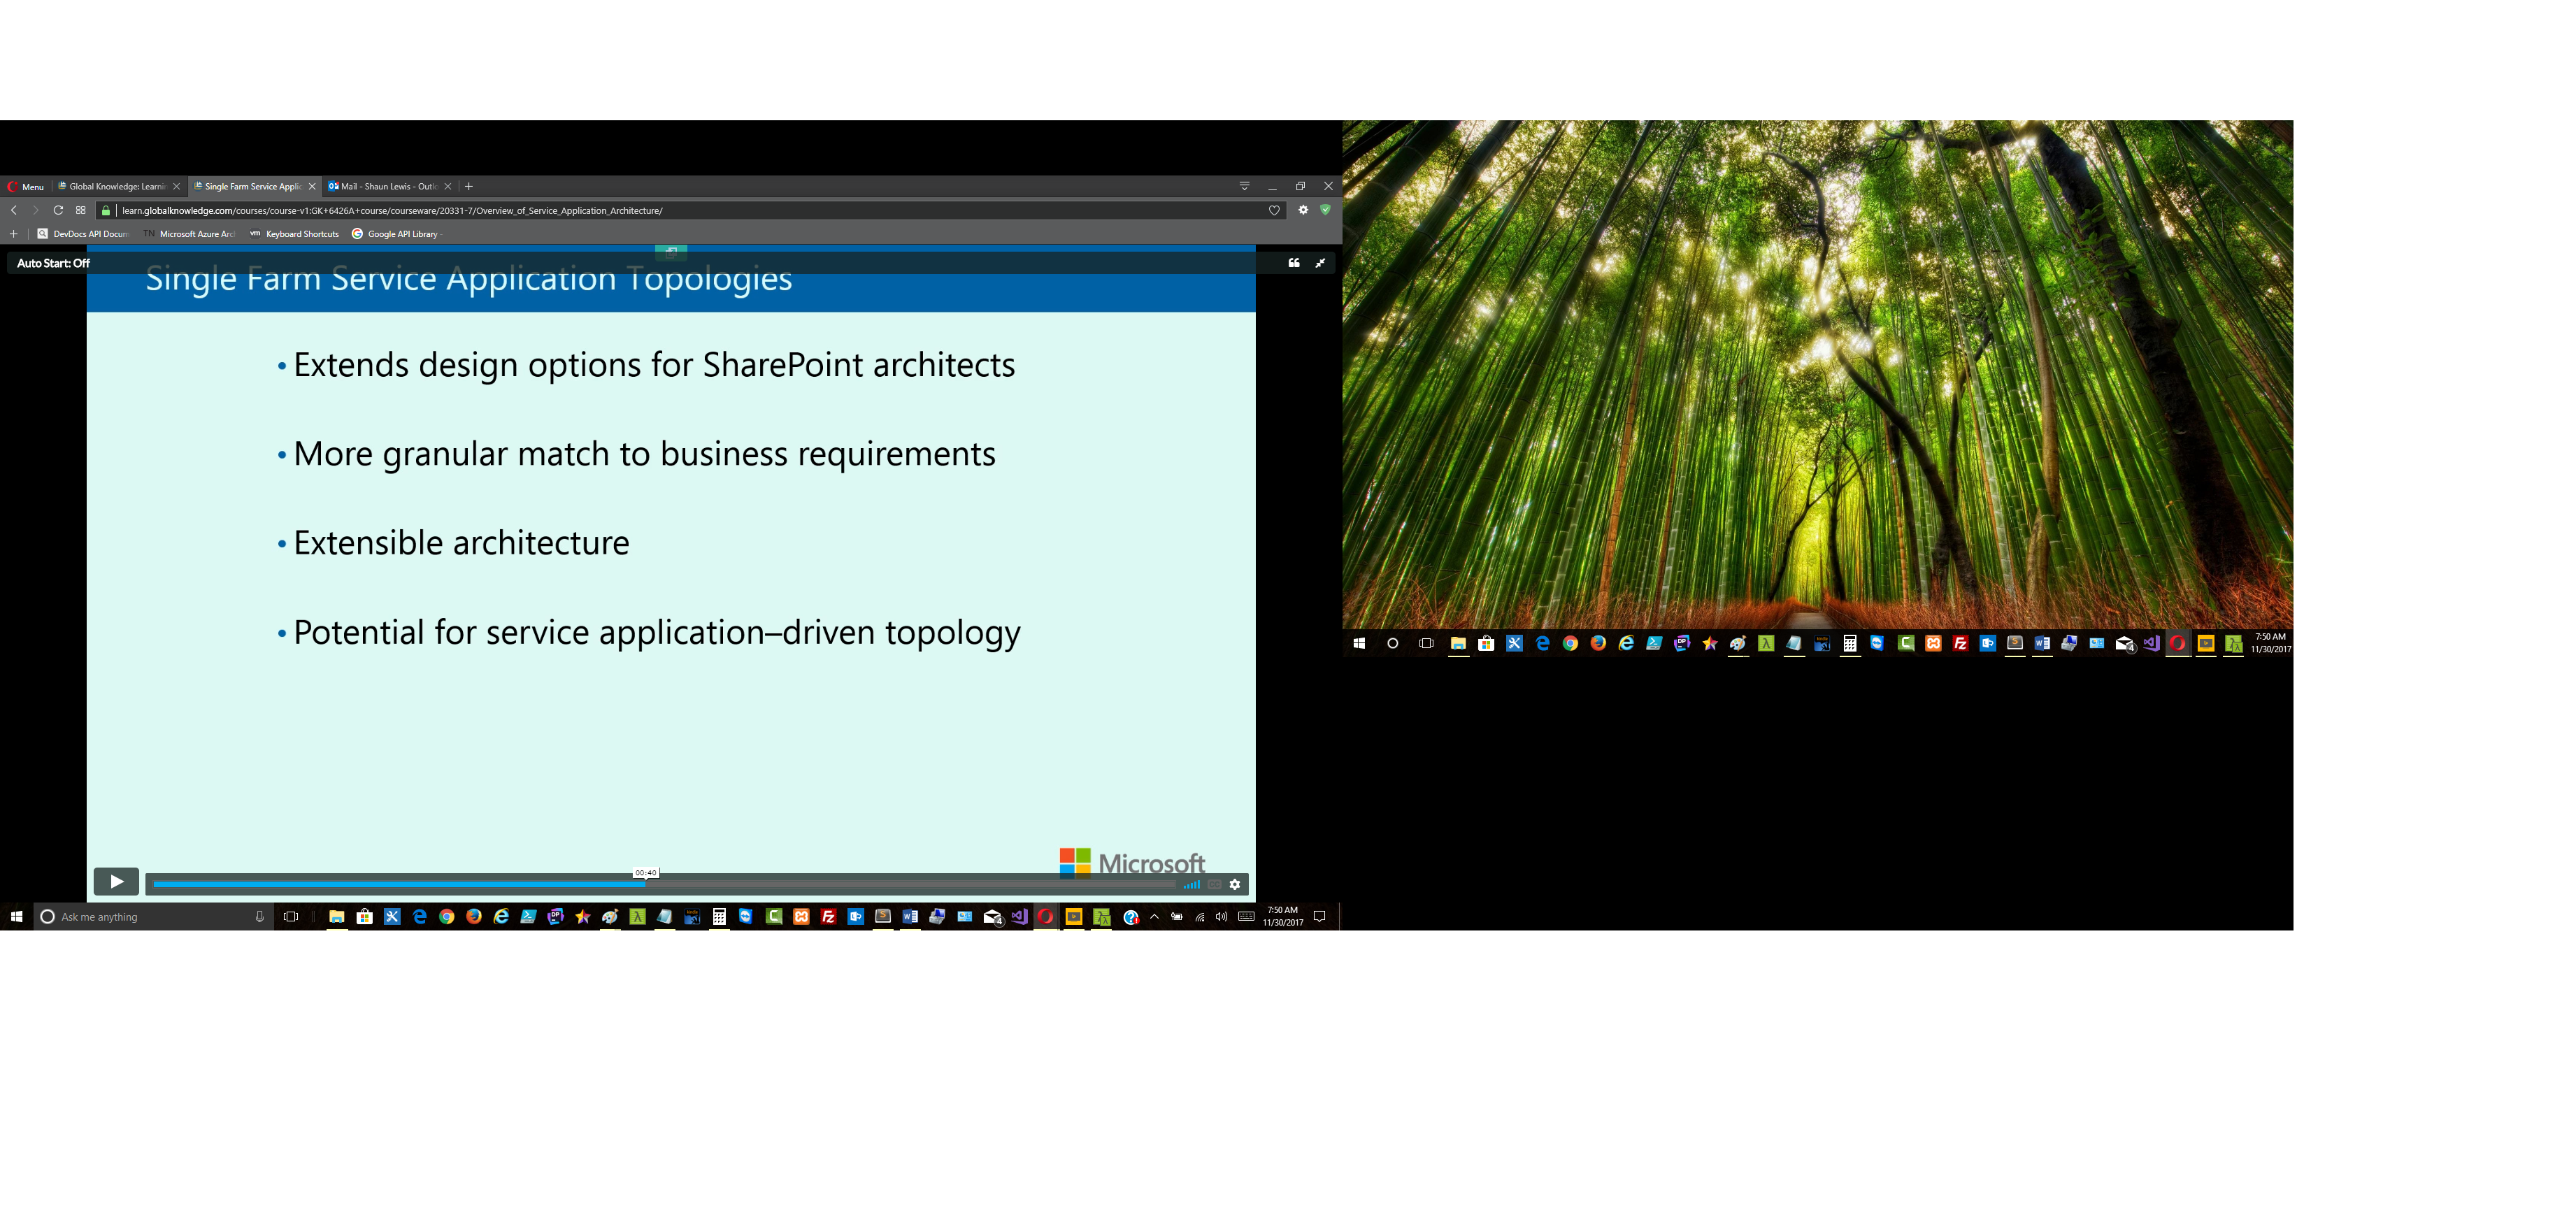 Menu
Global Knowledge: Learni
Single Farm Service Applic
Mail - Shaun Lewis - Outlo
learn.globalknowledge.com/courses/course-v1:GK+6426A+course/courseware/20331-7/Overview_of_Service_Application_Architecture/
DevDocs API Docum
TN Microsoft Azure Arc
vm Keyboard Shortcuts
Google API Library -
Auto Start: Off
Single Farm Service Application Topologies
• Extends design options for SharePoint architects
• More granular match to business requirements
• Extensible architecture
• Potential for service application–driven topology
Microsoft
00:40
Ask me anything
7:50 AM
11/30/2017
7:50 AM
11/30/2017